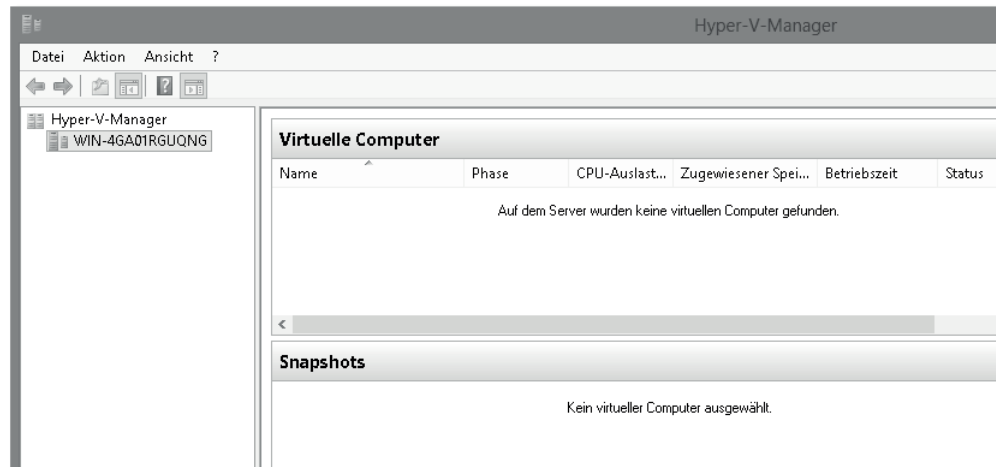 Hyper-V-Manager
Datei Aktion Ansicht ?
Hyper-V-Manager
WIN-4GA01RGUQNG
Virtuelle Computer
Name Phase CPU-Auslast... Zugewiesener Spei... Betriebszeit Status
Auf dem Server wurden keine virtuellen Computer gefunden.
Snapshots
Kein virtueller Computer ausgewählt.